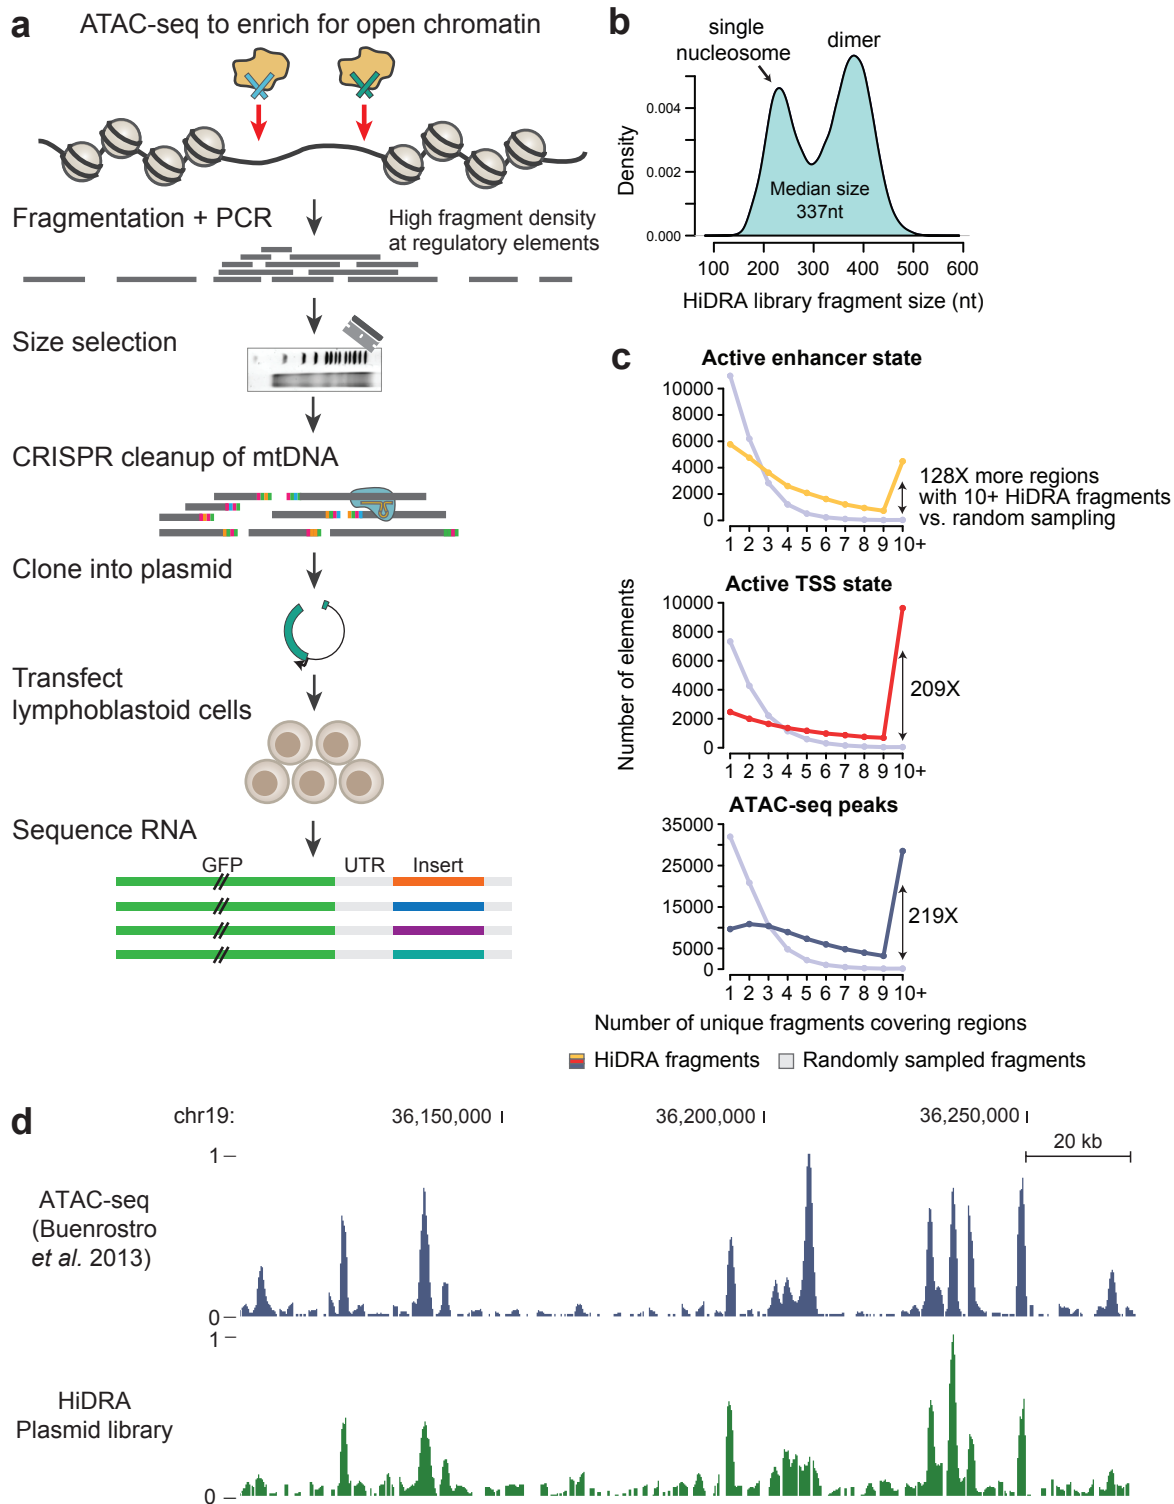 a
ATAC-seq to enrich for open chromatin
Fragmentation + PCR
High fragment density
at regulatory elements
Size selection
CRISPR cleanup of mtDNA
Clone into plasmid
Transfect
lymphoblastoid cells
Sequence RNA
GFP
UTR
Insert
b
single
nucleosome
dimer
Density
0.004
0.002
0.000
Median size
337nt
100 200 300 400 500 600
HiDRA library fragment size (nt)
c
Active enhancer state
10000
8000
6000
4000
2000
0
1 2 3 4 5 6 7 8 9 10+
128X more regions
with 10+ HiDRA fragments
vs. random sampling
Number of elements
Active TSS state
10000
8000
6000
4000
2000
0
1 2 3 4 5 6 7 8 9 10+
209X
ATAC-seq peaks
35000
25000
15000
5000
0
1 2 3 4 5 6 7 8 9 10+
219X
Number of unique fragments covering regions
HiDRA fragments
Randomly sampled fragments
d
chr19:
36,150,000
36,200,000
36,250,000
20 kb
1
ATAC-seq
(Buenrostro
et al. 2013)
0
1
HiDRA
Plasmid library
0